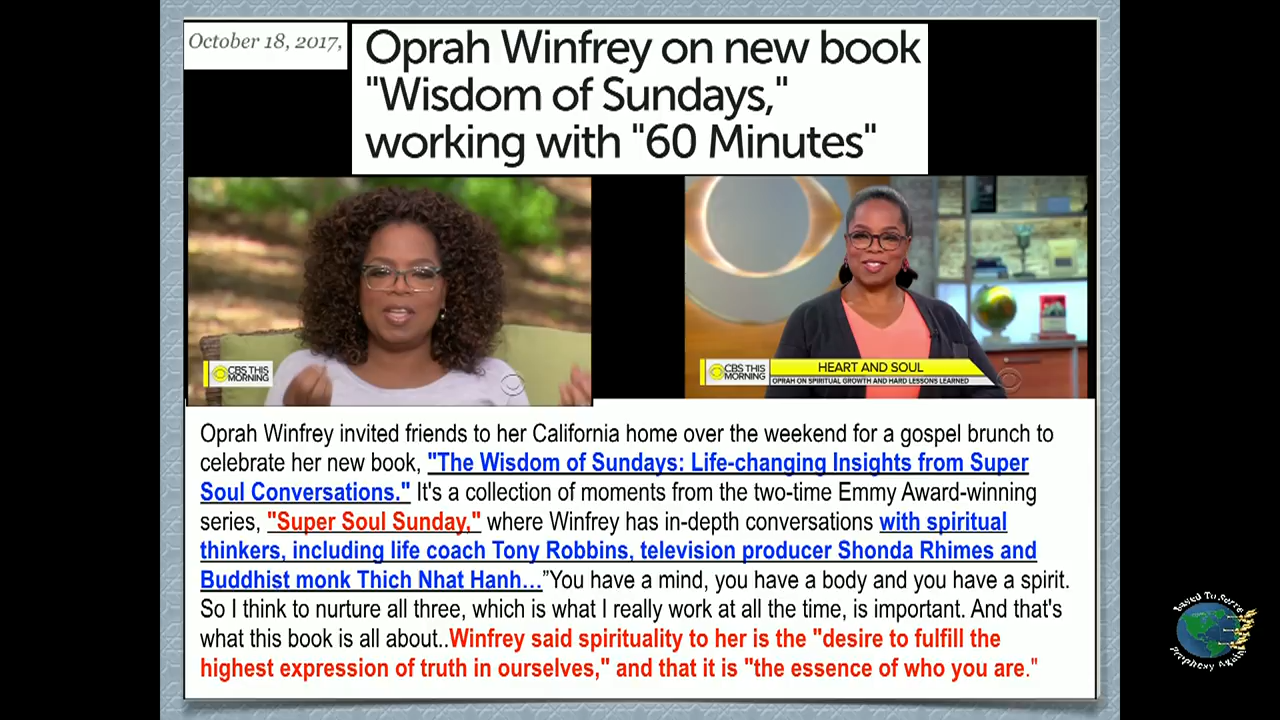 October 18, 2017,
Oprah Winfrey on new book
"Wisdom of Sundays,"
working with "60 Minutes"
CBS THIS
MORNING
CBS THIS
MORNING
HEART AND SOUL
OPRAH ON SPIRITUAL GROWTH AND HARD LESSONS LEARNED
Oprah Winfrey invited friends to her California home over the weekend for a gospel brunch to
celebrate her new book, "The Wisdom of Sundays: Life-changing Insights from Super
Soul Conversations." It's a collection of moments from the two-time Emmy Award-winning
series, "Super Soul Sunday," where Winfrey has in-depth conversations with spiritual
thinkers, including life coach Tony Robbins, television producer Shonda Rhimes and
Buddhist monk Thich Nhat Hanh…”You have a mind, you have a body and you have a spirit.
So I think to nurture all three, which is what I really work at all the time, is important. And that's
what this book is all about..Winfrey said spirituality to her is the "desire to fulfill the
highest expression of truth in ourselves," and that it is "the essence of who you are."
Prophesy Again